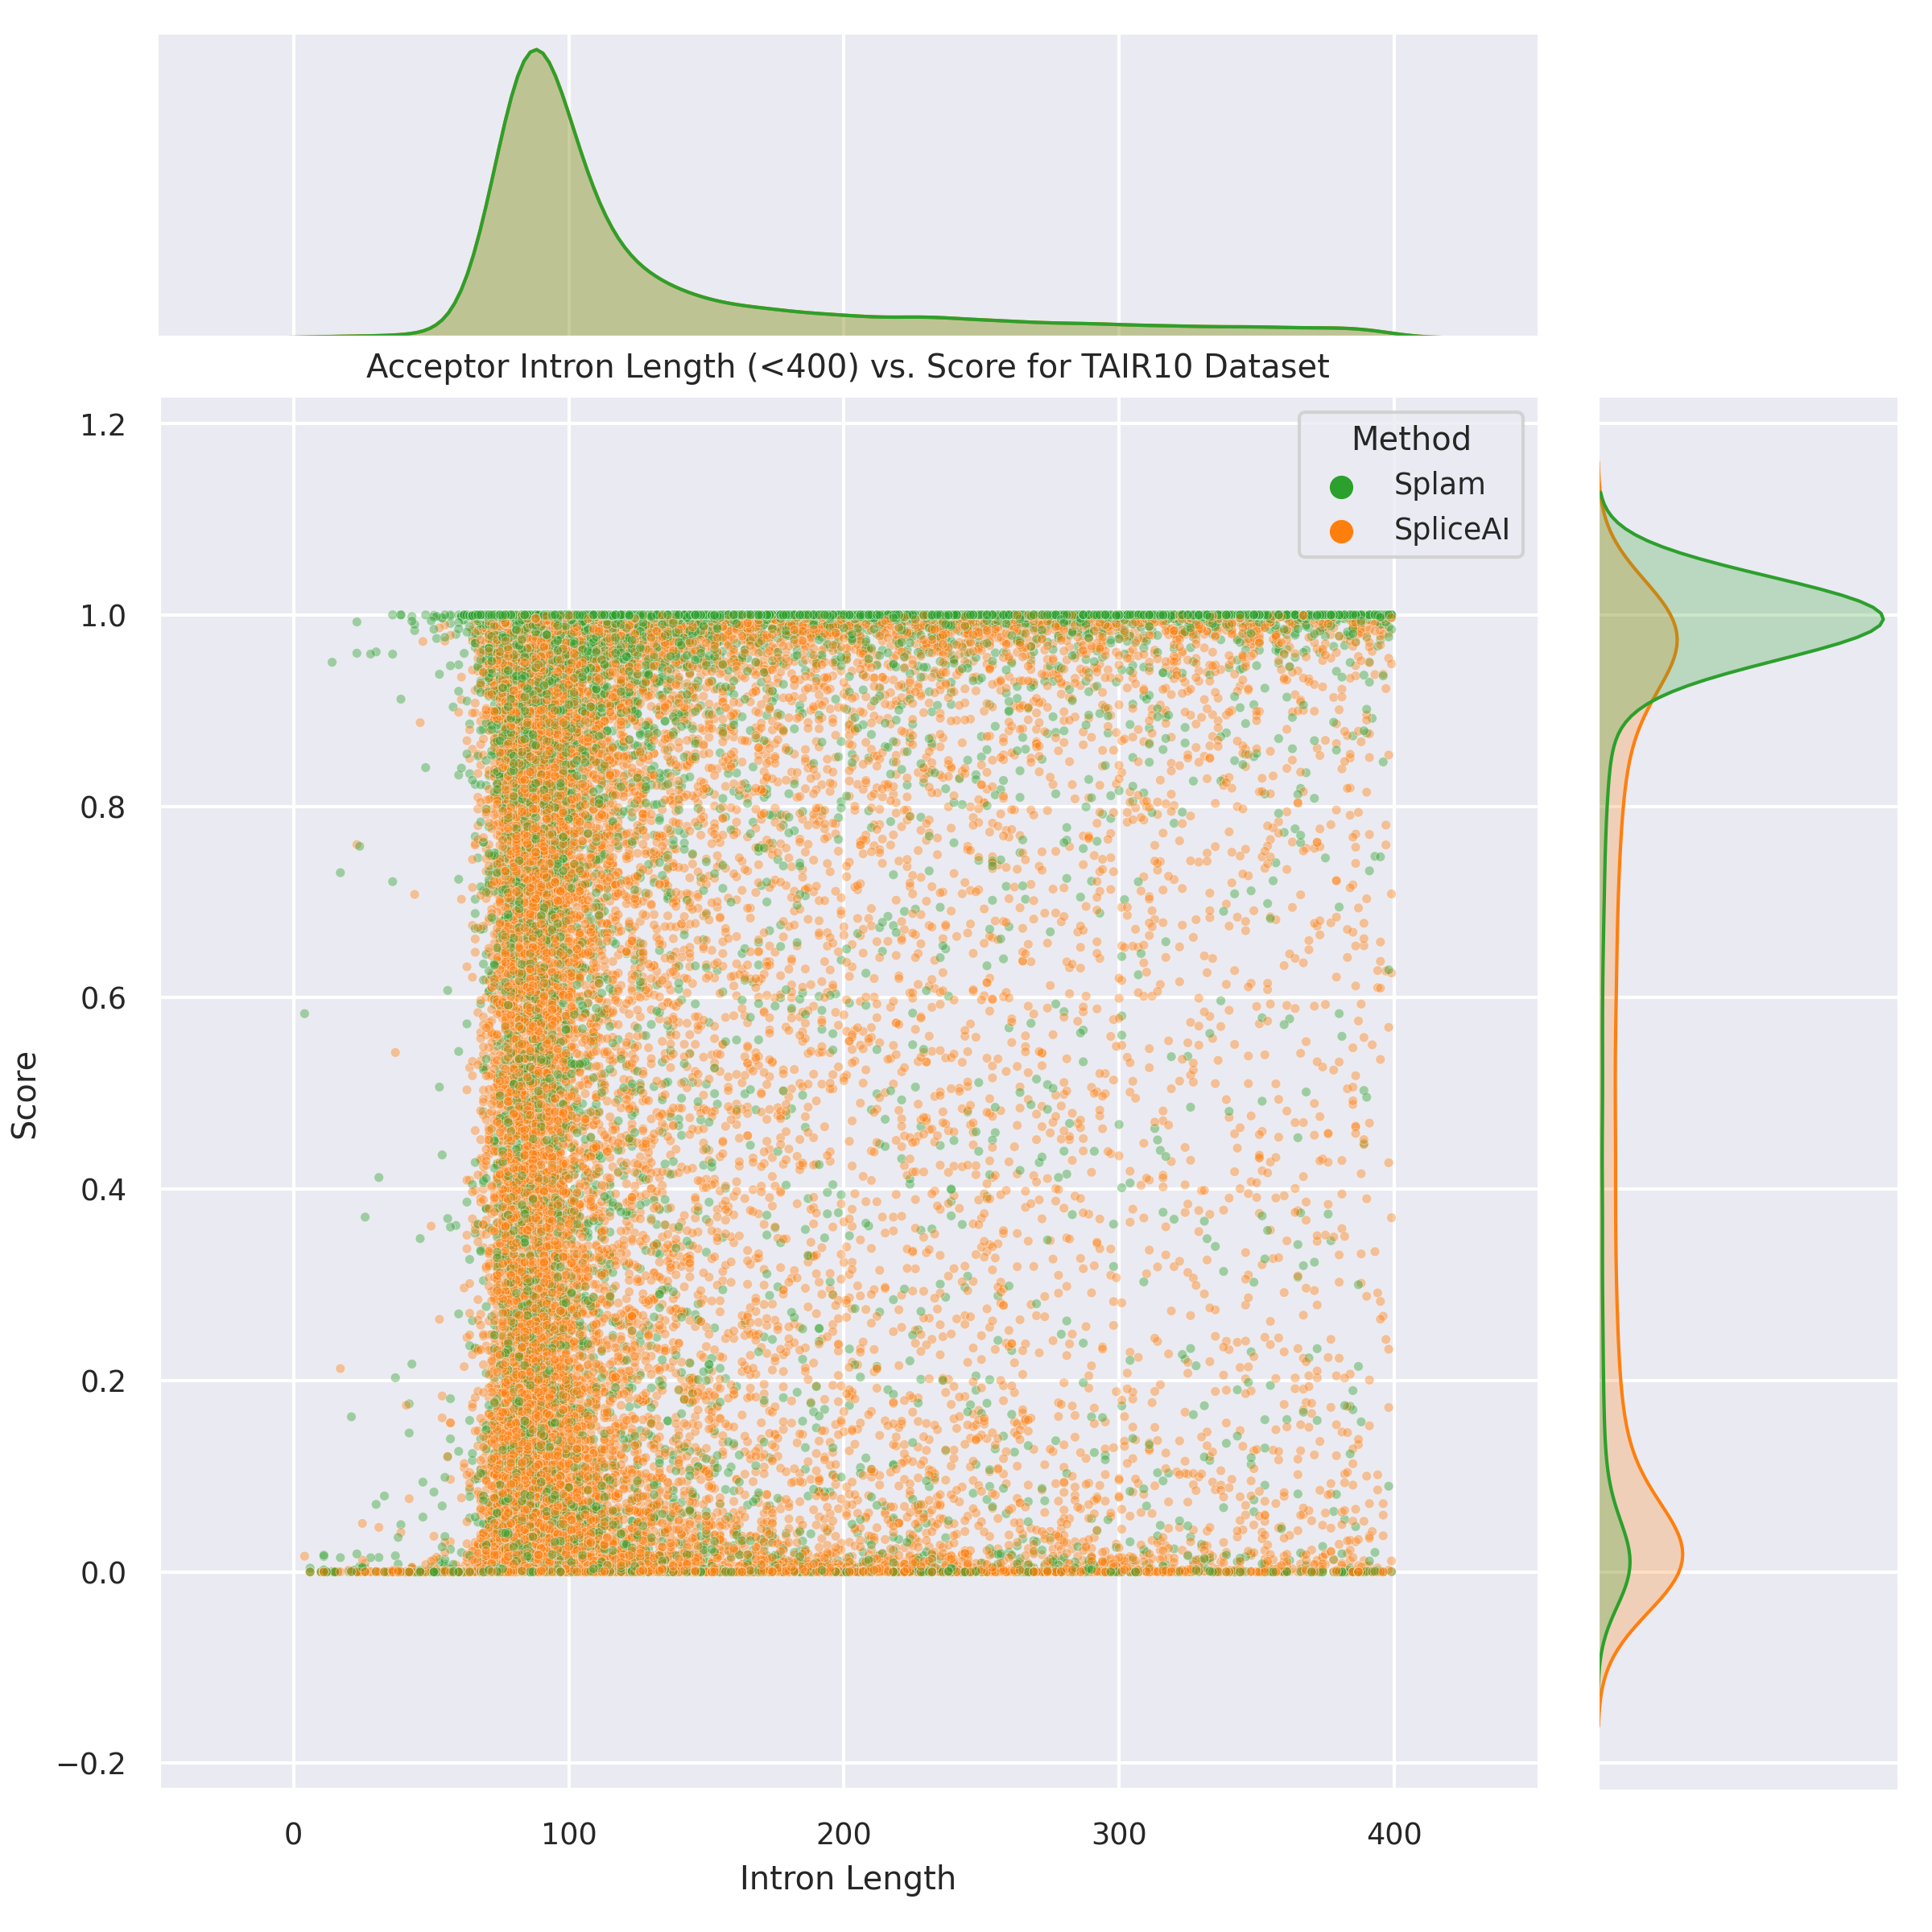 Acceptor Intron Length (<400) vs. Score for TAIR10 Dataset
Method
Splam
SpliceAI
1.2
1.0
0.8
0.6
0.4
0.2
0.0
−0.2
Score
0 100 200 300 400
Intron Length